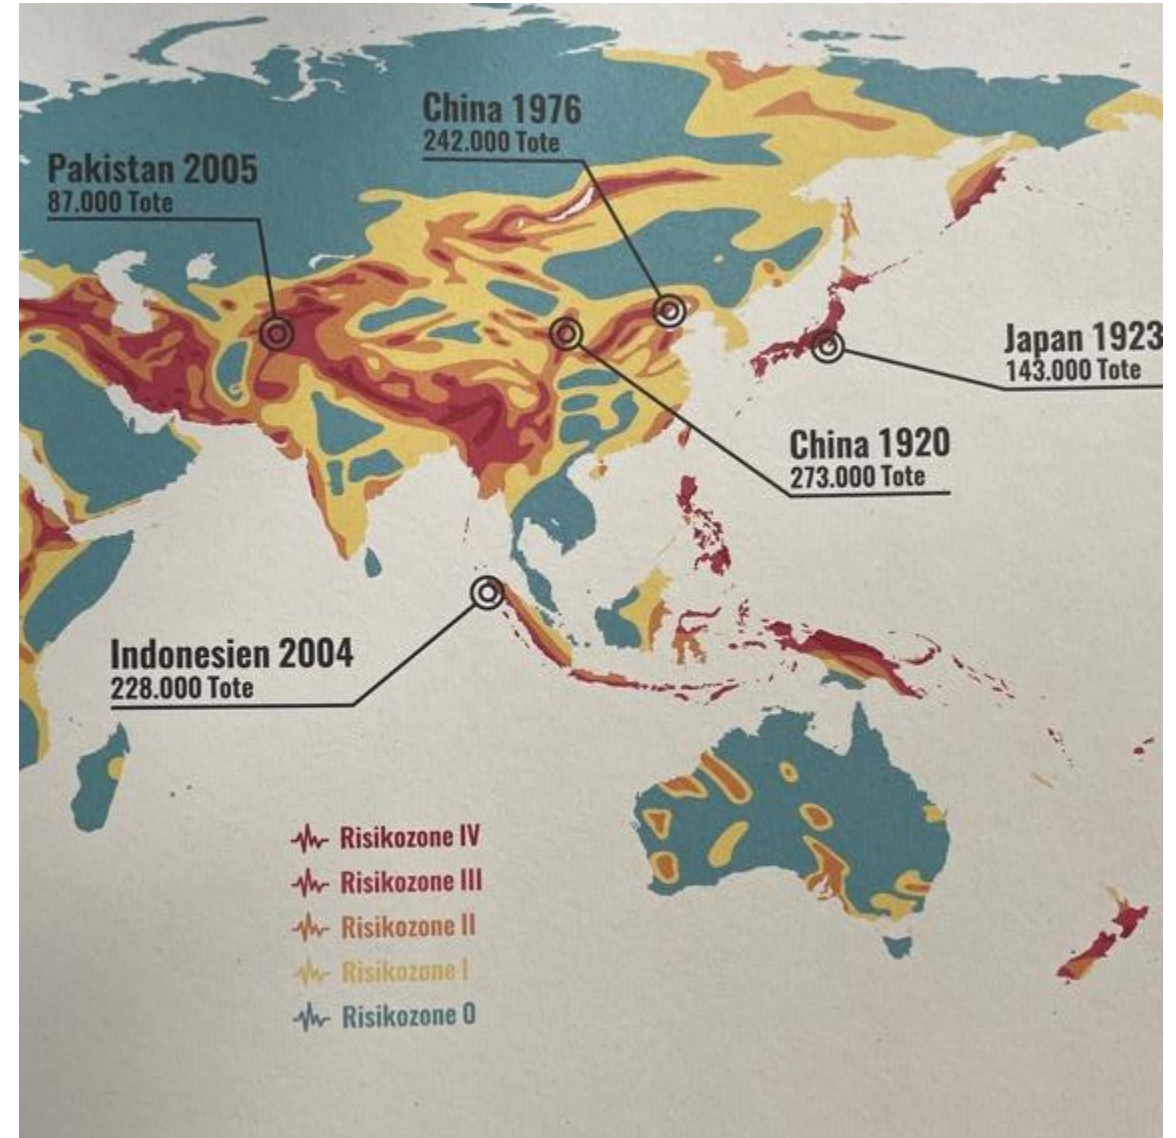 China 1976
242.000 Tote
Pakistan 2005
87.000 Tote
Japan 1923
143.000 Tote
China 1920
273.000 Tote
Indonesien 2004
228.000 Tote
Risikozone IV
Risikozone III
Risikozone II
Risikozone I
Risikozone 0